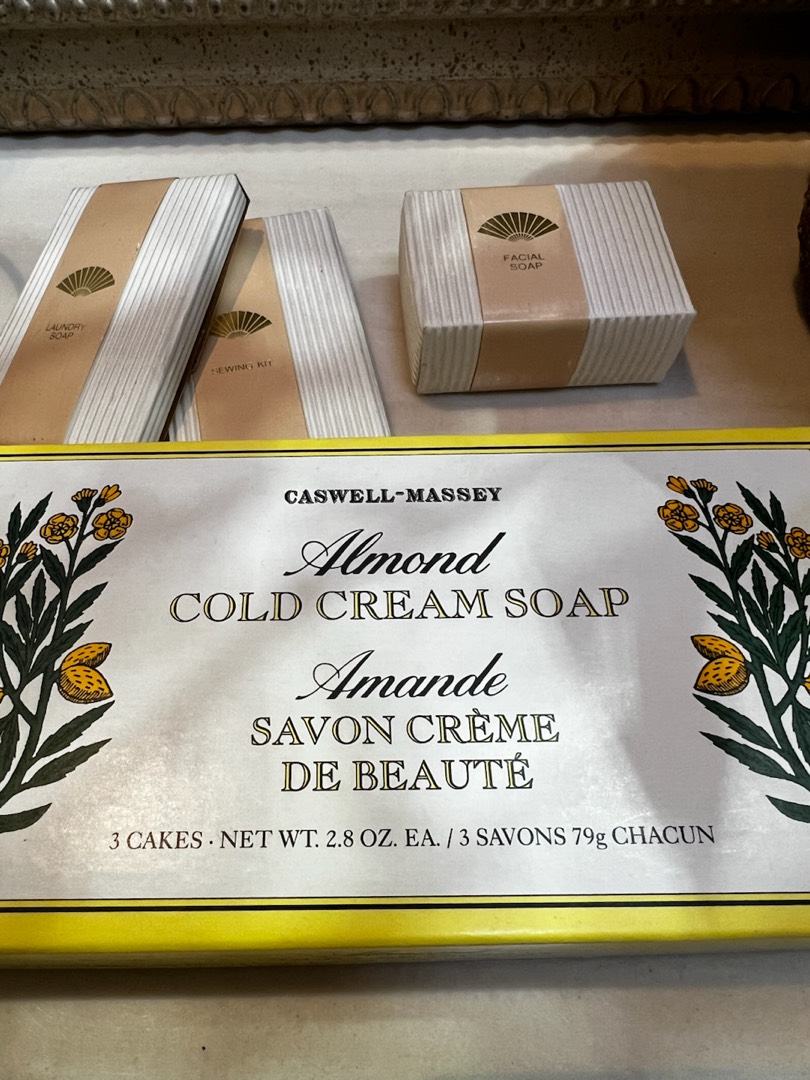 LAUNDRY
SOAP
SEWING KIT
FACIAL
SOAP
CASWELL-MASSEY
Almond
COLD CREAM SOAP
Amande
SAVON CRÈME
DE BEAUTÉ
3 CAKES · NET WT. 2.8 OZ. EA. / 3 SAVONS 79g CHACUN